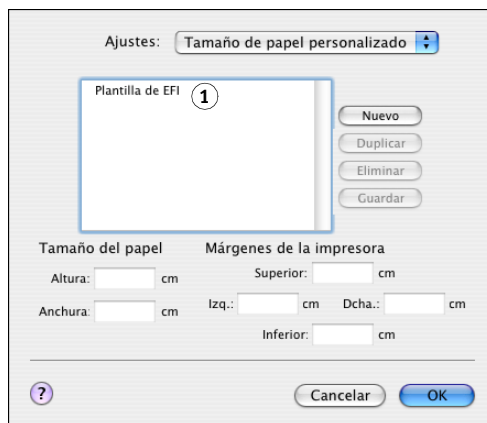 Ajustes: Tamaño de papel personalizado
Plantilla de EFI 1
Nuevo
Duplicar
Eliminar
Guardar
Tamaño del papel
Altura: cm
Anchura: cm
Márgenes de la impresora
Superior: cm
Izq.: cm Dcha.: cm
Inferior: cm
?
Cancelar OK